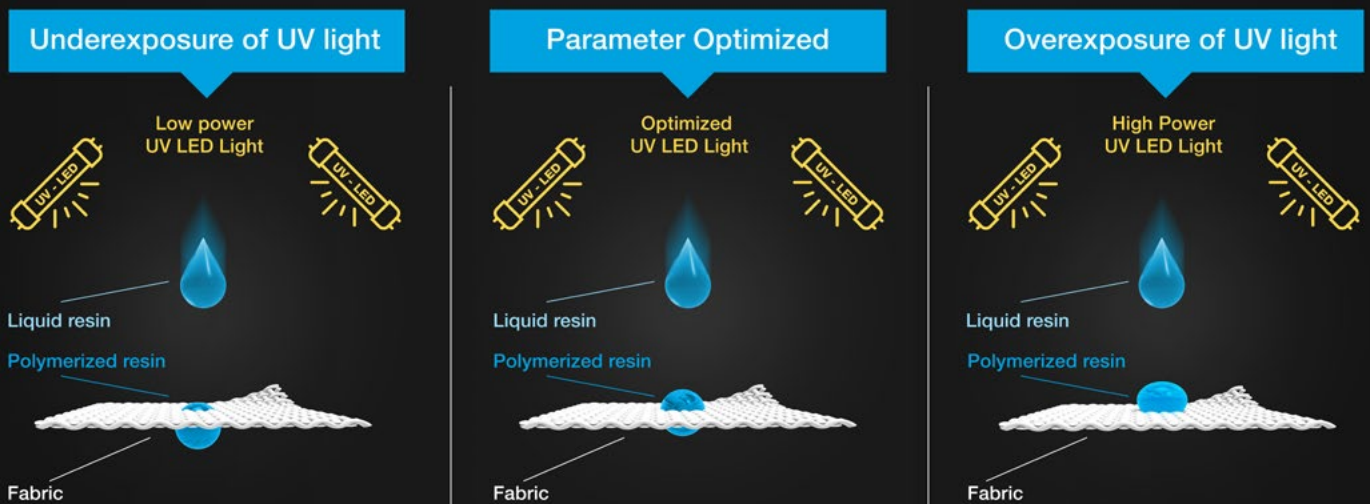 Underexposure of UV light
Low power
UV LED Light
UV - LED
UV - LED
Liquid resin
Polymerized resin
Fabric
Parameter Optimized
Optimized
UV LED Light
UV - LED
UV - LED
Liquid resin
Polymerized resin
Fabric
Overexposure of UV light
High Power
UV LED Light
UV - LED
UV - LED
Liquid resin
Polymerized resin
Fabric